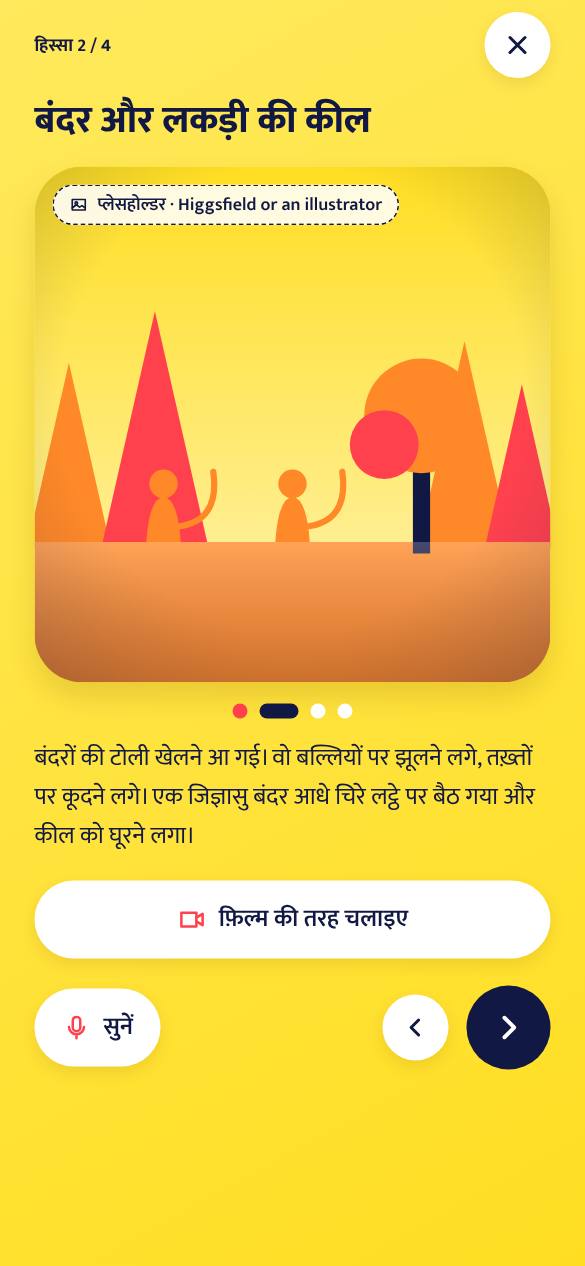 हिस्सा 2 / 4
बंदर और लकड़ी की कील
प्लेसहोल्डर · Higgsfield or an illustrator
बंदरों की टोली खेलने आ गई। वो बल्लियों पर झूलने लगे, तख़्तों
पर कूदने लगे। एक जिज्ञासु बंदर आधे चिरे लट्ठे पर बैठ गया और
कील को घूरने लगा।
फ़िल्म की तरह चलाइए
सुनें